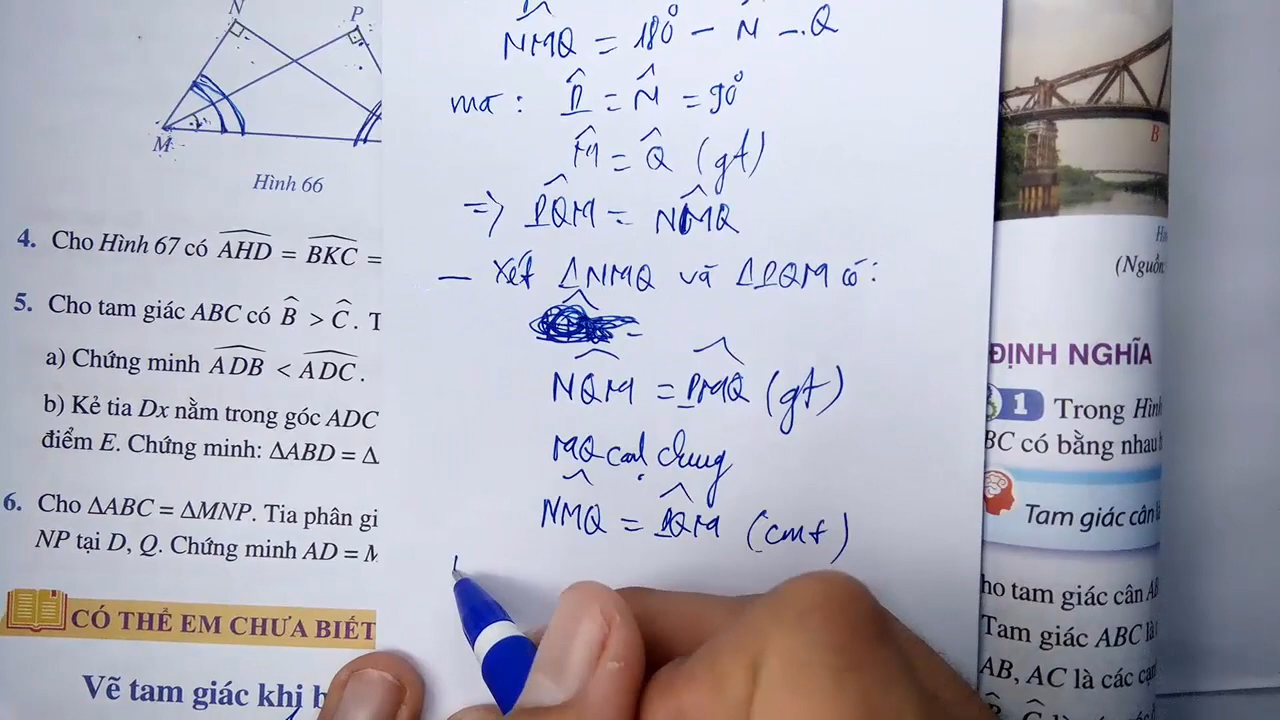 N
P
M
Hình 66
4. Cho Hình 67 có AHD = BKC =
5. Cho tam giác ABC có B > C. T
a) Chứng minh ADB < ADC.
b) Kẻ tia Dx nằm trong góc ADC
điểm E. Chứng minh: ΔABD = Δ
6. Cho ΔABC = ΔMNP. Tia phân gi
NP tại D, Q. Chứng minh AD = M
CÓ THỂ EM CHƯA BIẾT
Vẽ tam giác khi b
NMQ = 180° - N - Q
mà : P = N = 90°
M = Q (gt)
=> PQM = NMQ
- Xét ΔNMQ và ΔPQM có:
=
NQM = PMQ (gt)
MQ cạnh chung
NMQ = PQM (cmt)
B
(Nguồn:
ĐỊNH NGHĨA
1 Trong Hình
BC có bằng nhau
Tam giác cân
ho tam giác cân AB
Tam giác ABC là
AB, AC là các cạn
B, C